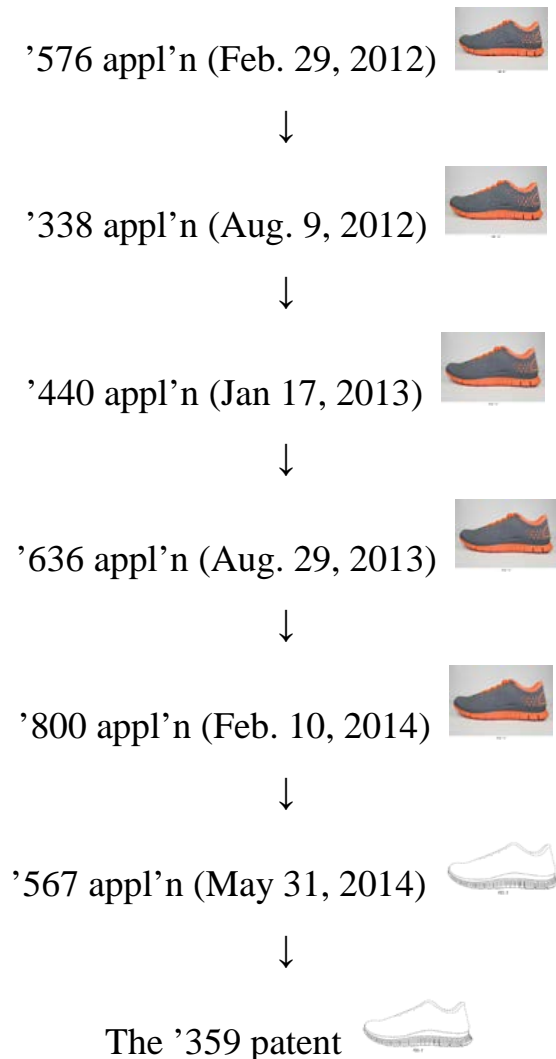 ’576 appl’n (Feb. 29, 2012)
↓
’338 appl’n (Aug. 9, 2012)
↓
’440 appl’n (Jan 17, 2013)
↓
’636 appl’n (Aug. 29, 2013)
↓
’800 appl’n (Feb. 10, 2014)
↓
’567 appl’n (May 31, 2014)
↓
The ’359 patent